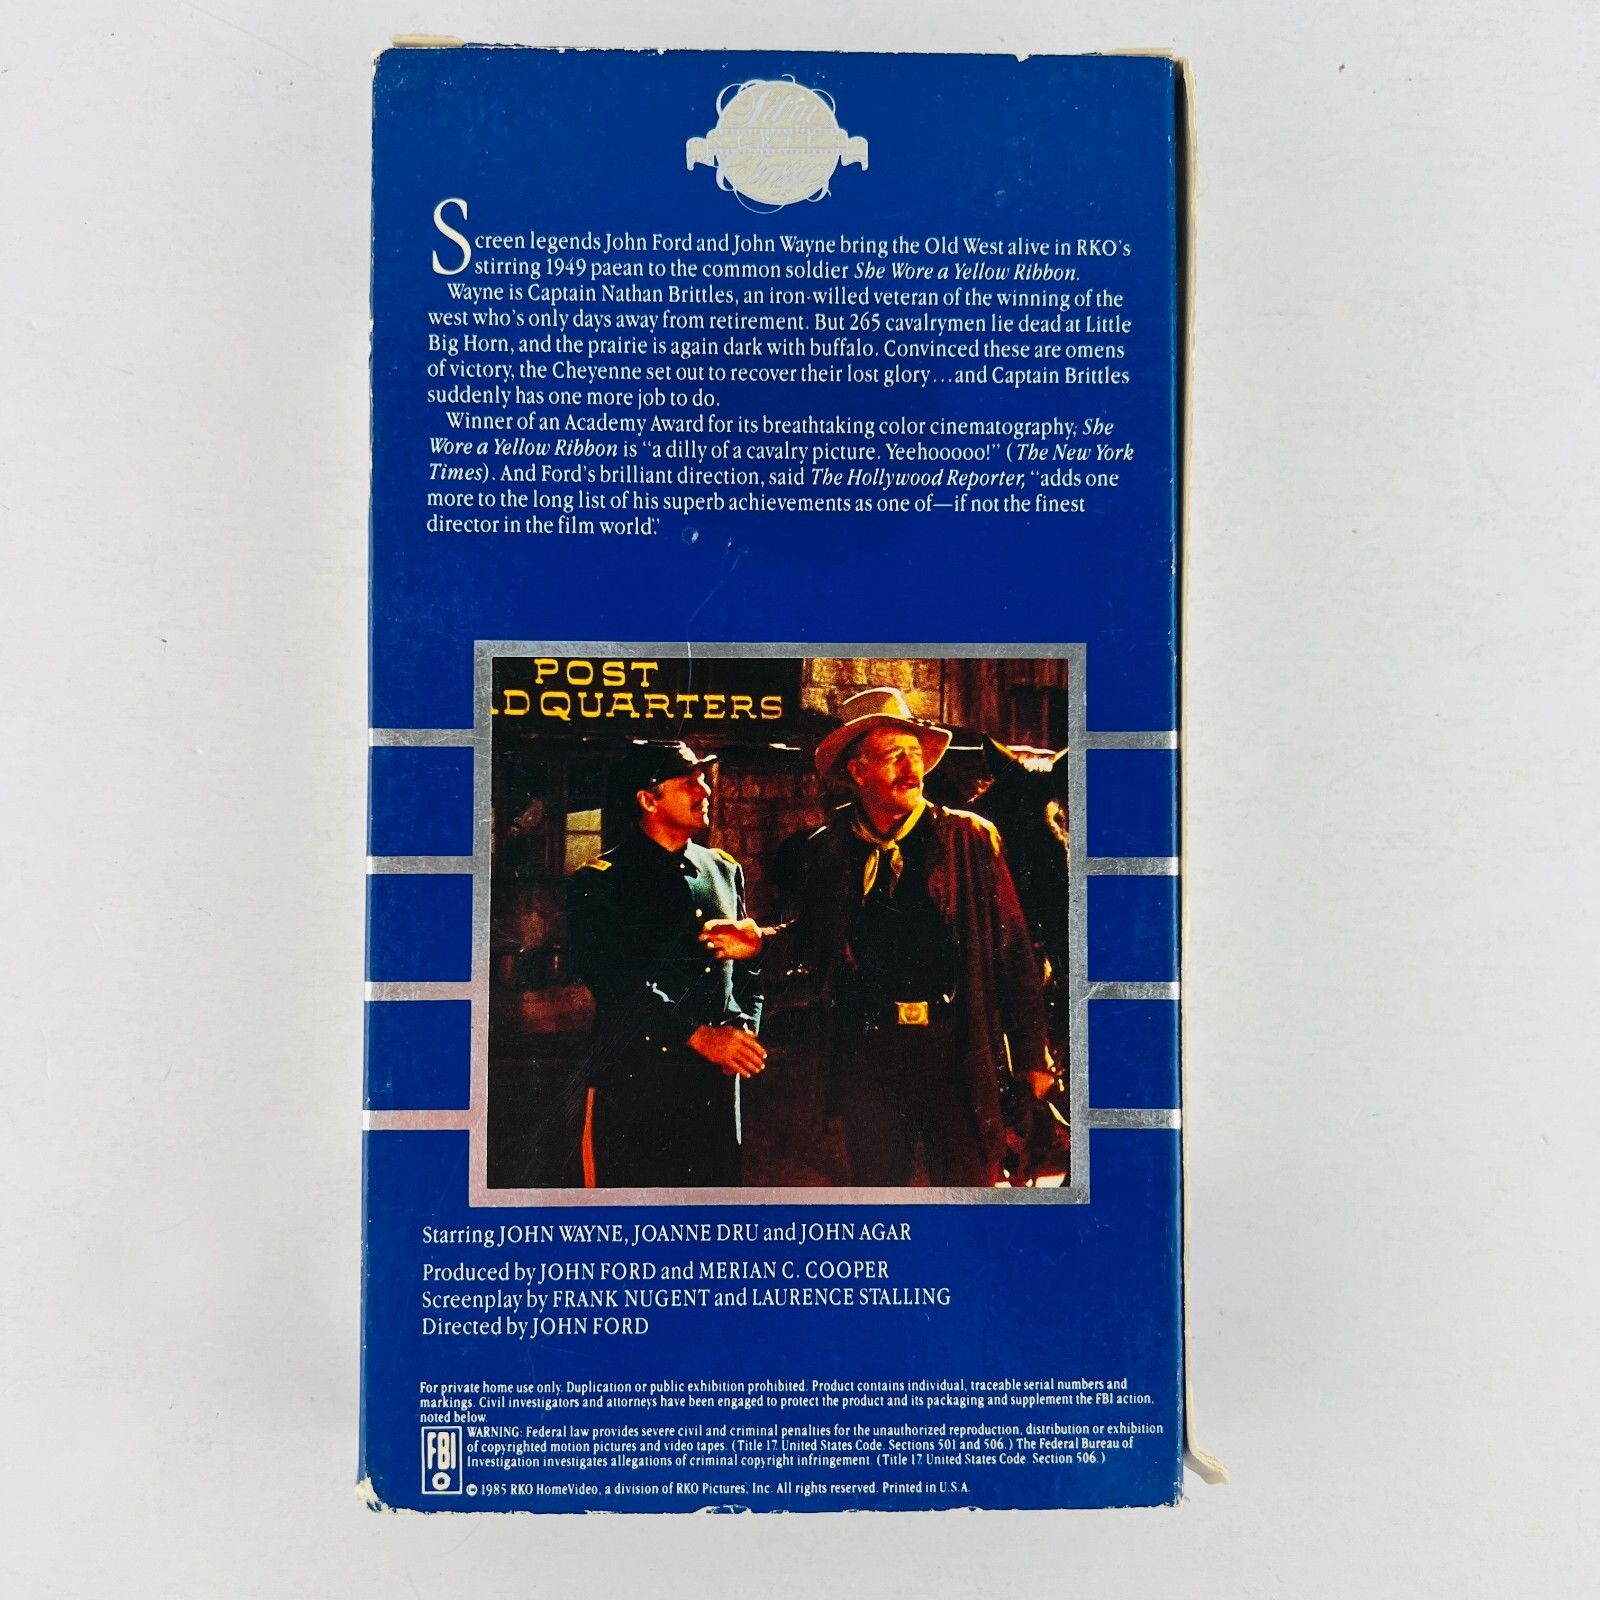 Screen legends John Ford and John Wayne bring the Old West alive in RKO's
stirring 1949 paean to the common soldier She Wore a Yellow Ribbon.
Wayne is Captain Nathan Brittles, an iron-willed veteran of the winning of the
west who's only days away from retirement. But 265 cavalrymen lie dead at Little
Big Horn, and the prairie is again dark with buffalo. Convinced these are omens
of victory, the Cheyenne set out to recover their lost glory...and Captain Brittles
suddenly has one more job to do.
Winner of an Academy Award for its breathtaking color cinematography, She
Wore a Yellow Ribbon is "a dilly of a cavalry picture. Yeehooooo!" (The New York
Times). And Ford's brilliant direction, said The Hollywood Reporter, "adds one
more to the long list of his superb achievements as one of—if not the finest
director in the film world."
POST
ADQUARTERS
Starring JOHN WAYNE, JOANNE DRU and JOHN AGAR
Produced by JOHN FORD and MERIAN C. COOPER
Screenplay by FRANK NUGENT and LAURENCE STALLING
Directed by JOHN FORD
For private home use only. Duplication or public exhibition prohibited. Product contains individual, traceable serial numbers and
markings. Civil investigators and attorneys have been engaged to protect the product and its packaging and supplement the FBI action,
noted below.
FBI
WARNING: Federal law provides severe civil and criminal penalties for the unauthorized reproduction, distribution or exhibition
of copyrighted motion pictures and video tapes. (Title 17 United States Code. Sections 501 and 506.) The Federal Bureau of
Investigation investigates allegations of criminal copyright infringement. (Title 17 United States Code. Section 506.)
1985 RKO HomeVideo, a division of RKO Pictures, Inc. All rights reserved. Printed in U.S.A.